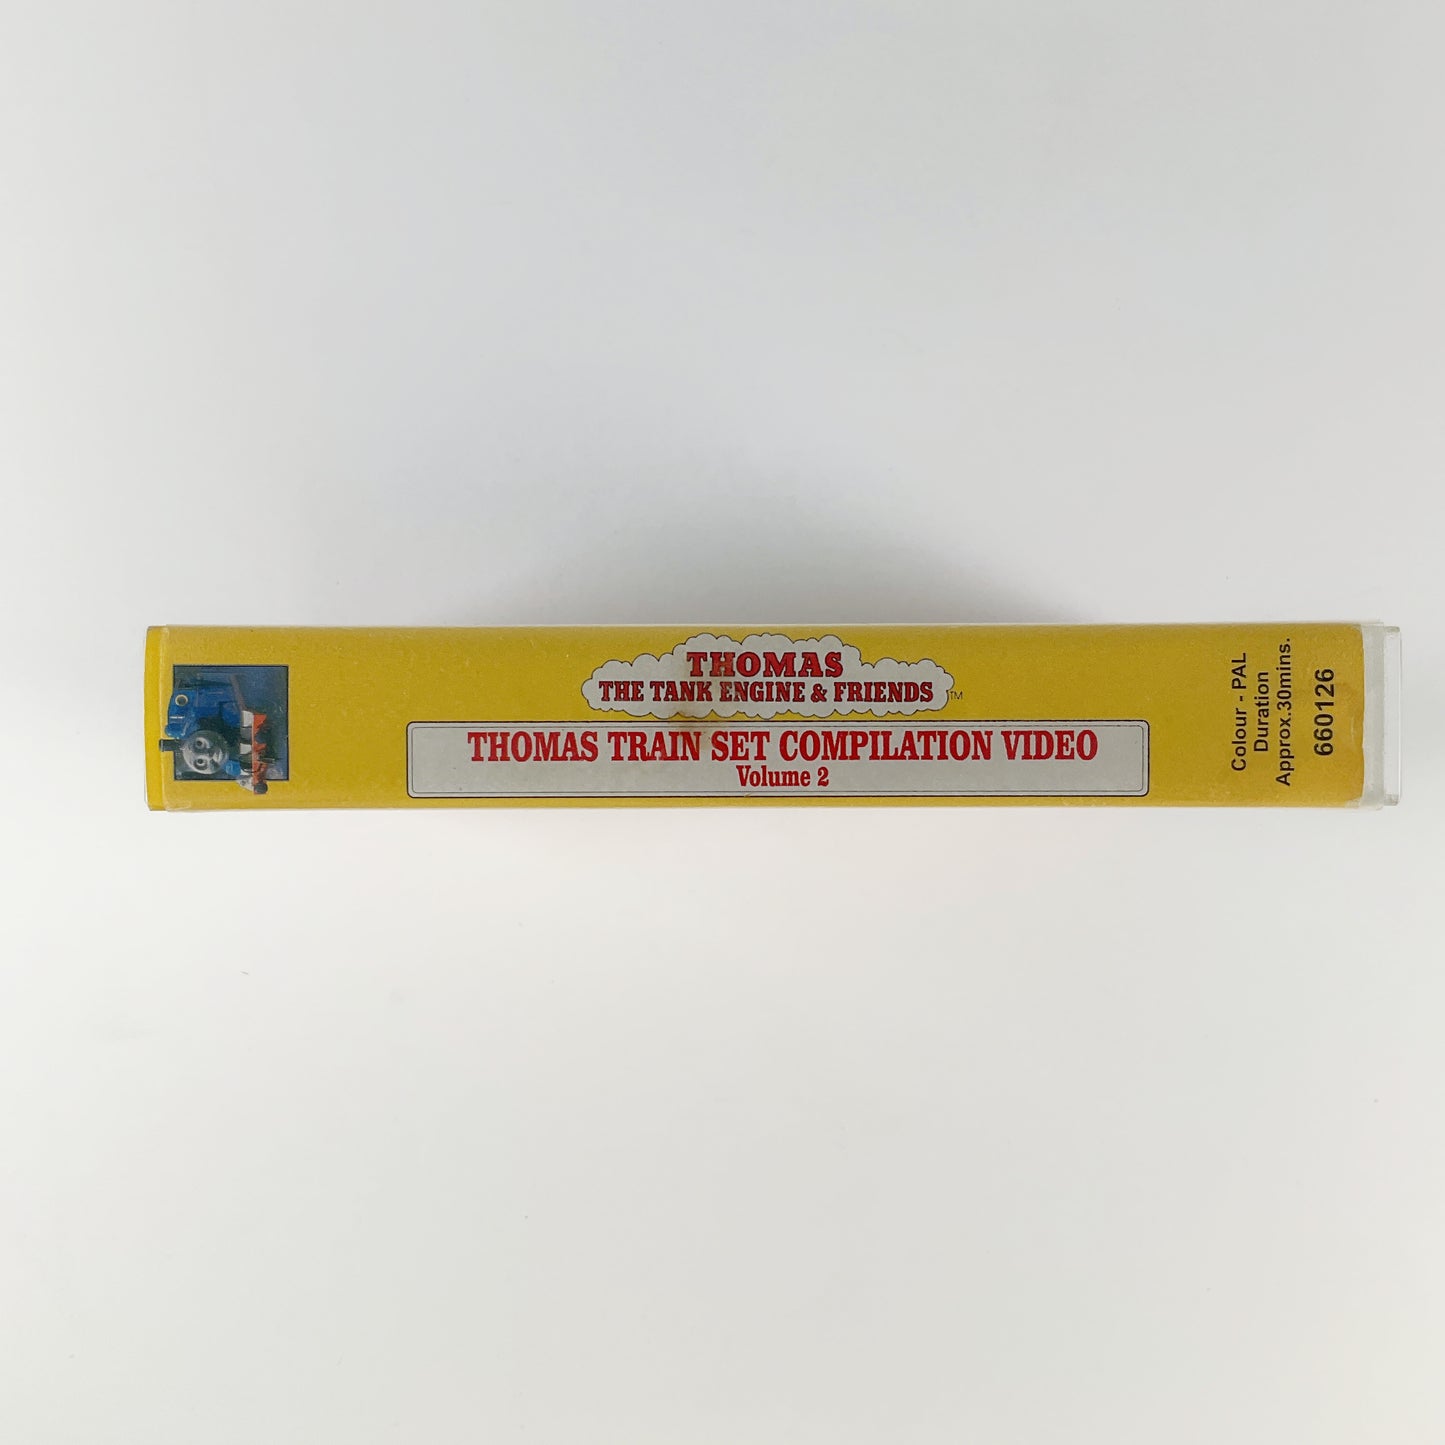 THOMAS
THE TANK ENGINE & FRIENDS TM
THOMAS TRAIN SET COMPILATION VIDEO
Volume 2
Colour - PAL
Duration
Approx.30mins.
660126